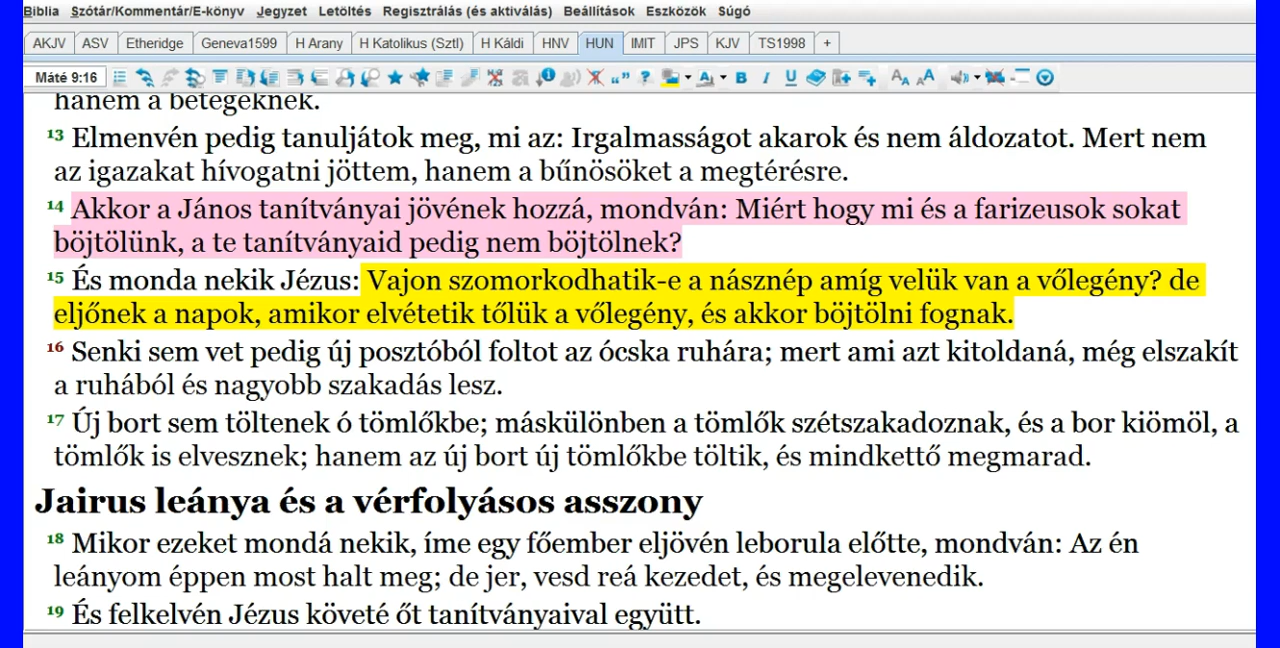 Biblia Szótár/Kommentár/E-könyv Jegyzet Letöltés Regisztrálás (és aktiválás) Beállítások Eszközök Súgó
AKJV ASV Etheridge Geneva1599 H Arany H Katolikus (Sztl) H Káldi HNV HUN IMIT JPS KJV TS1998 +
Máté 9:16
hanem a betegeknek.
13 Elmenvén pedig tanuljátok meg, mi az: Irgalmasságot akarok és nem áldozatot. Mert nem
az igazakat hívogatni jöttem, hanem a bűnösöket a megtérésre.
14 Akkor a János tanítványai jövének hozzá, mondván: Miért hogy mi és a farizeusok sokat
böjtölünk, a te tanítványaid pedig nem böjtölnek?
15 És monda nekik Jézus: Vajon szomorkodhatik-e a násznép amíg velük van a vőlegény? de
eljőnek a napok, amikor elvétetik tőlük a vőlegény, és akkor böjtölni fognak.
16 Senki sem vet pedig új posztóból foltot az ócska ruhára; mert ami azt kitoldaná, még elszakít
a ruhából és nagyobb szakadás lesz.
17 Új bort sem töltenek ó tömlőkbe; máskülönben a tömlők szétszakadoznak, és a bor kiömöl, a
tömlők is elvesznek; hanem az új bort új tömlőkbe töltik, és mindkettő megmarad.
Jairus leánya és a vérfolyásos asszony
18 Mikor ezeket mondá nekik, íme egy főember eljövén leborula előtte, mondván: Az én
leányom éppen most halt meg; de jer, vesd reá kezedet, és megelevenedik.
19 És felkelvén Jézus követé őt tanítványaival együtt.